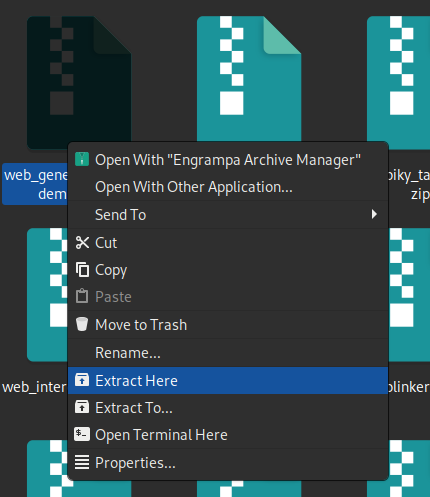 web_gene
dem
Open With "Engrampa Archive Manager"
Open With Other Application...
Send To
Cut
Copy
Paste
Move to Trash
Rename...
Extract Here
Extract To...
Open Terminal Here
Properties...
piky_ta
zip
web_inter
blinker